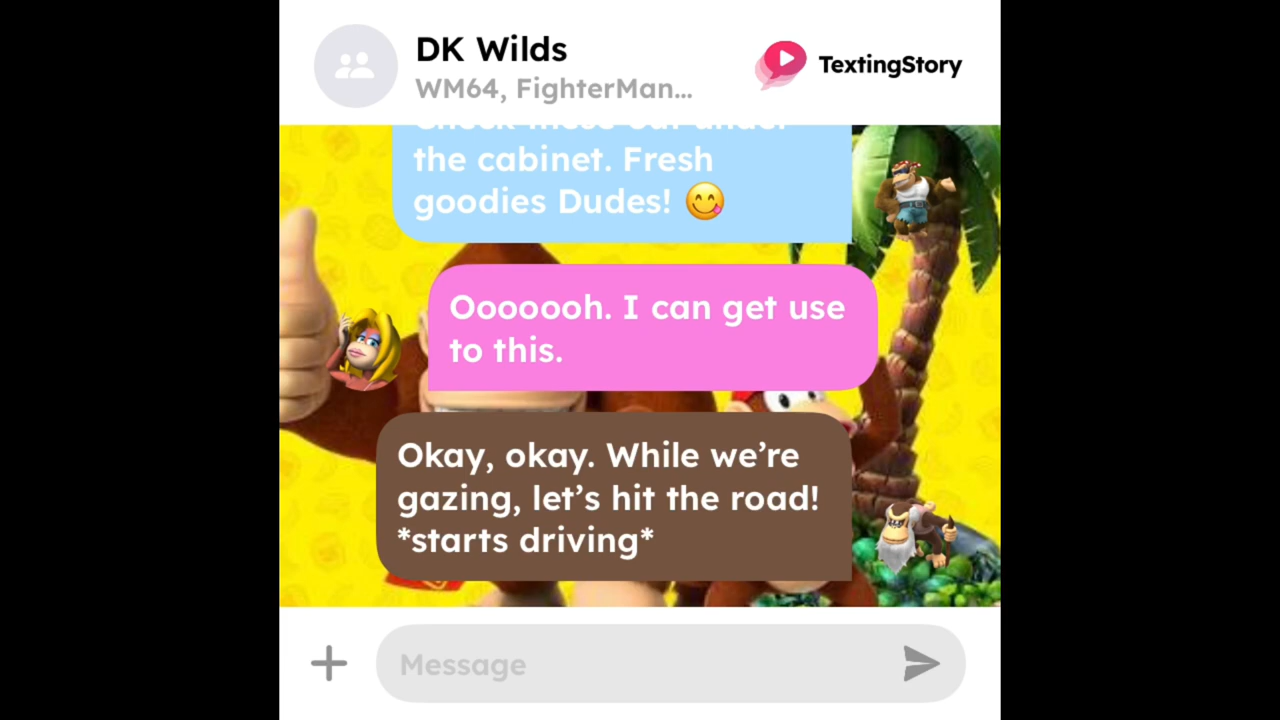 DK Wilds
WM64, FighterMan...
TextingStory
the cabinet. Fresh
goodies Dudes! 😋
Ooooooh. I can get use
to this.
Okay, okay. While we’re
gazing, let’s hit the road!
*starts driving*
Message